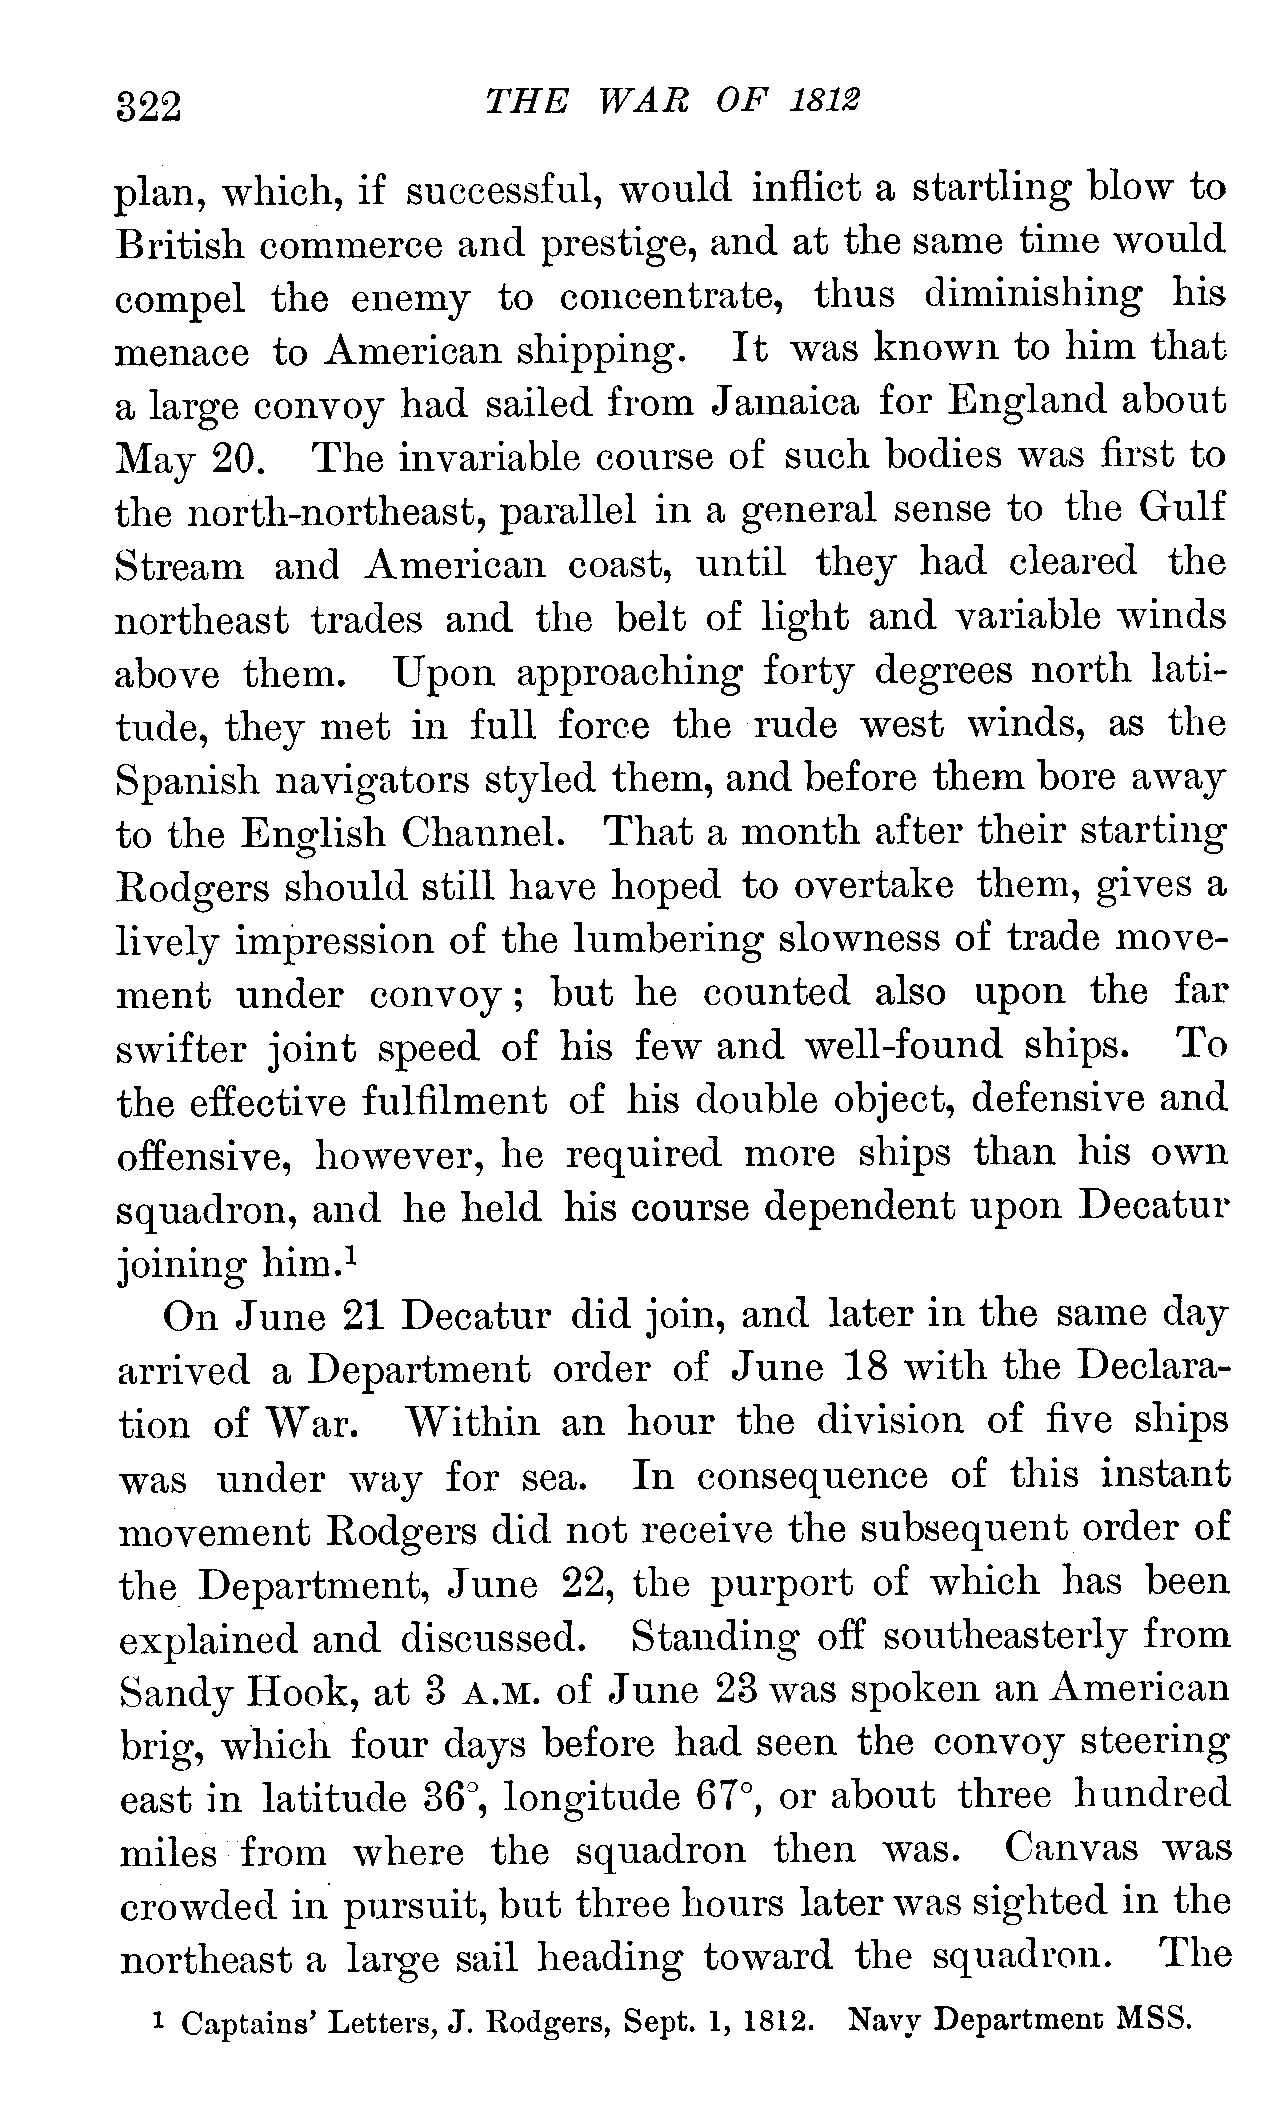 322 THE WAR OF 1812
plan, which, if successful, would inflict a startling blow to
British commerce and prestige, and at the same time would
compel the enemy to concentrate, thus diminishing his
menace to American shipping. It was known to him that
a large convoy had sailed from Jamaica for England about
May 20. The invariable course of such bodies was first to
the north-northeast, parallel in a general sense to the Gulf
Stream and American coast, until they had cleared the
northeast trades and the belt of light and variable winds
above them. Upon approaching forty degrees north lati-
tude, they met in full force the rude west winds, as the
Spanish navigators styled them, and before them bore away
to the English Channel. That a month after their starting
Rodgers should still have hoped to overtake them, gives a
lively impression of the lumbering slowness of trade move-
ment under convoy; but he counted also upon the far
swifter joint speed of his few and well-found ships. To
the effective fulfilment of his double object, defensive and
offensive, however, he required more ships than his own
squadron, and he held his course dependent upon Decatur
joining him.¹
On June 21 Decatur did join, and later in the same day
arrived a Department order of June 18 with the Declara-
tion of War. Within an hour the division of five ships
was under way for sea. In consequence of this instant
movement Rodgers did not receive the subsequent order of
the Department, June 22, the purport of which has been
explained and discussed. Standing off southeasterly from
Sandy Hook, at 3 A.M. of June 23 was spoken an American
brig, which four days before had seen the convoy steering
east in latitude 36°, longitude 67°, or about three hundred
miles from where the squadron then was. Canvas was
crowded in pursuit, but three hours later was sighted in the
northeast a large sail heading toward the squadron. The
¹ Captains' Letters, J. Rodgers, Sept. 1, 1812. Navy Department MSS.